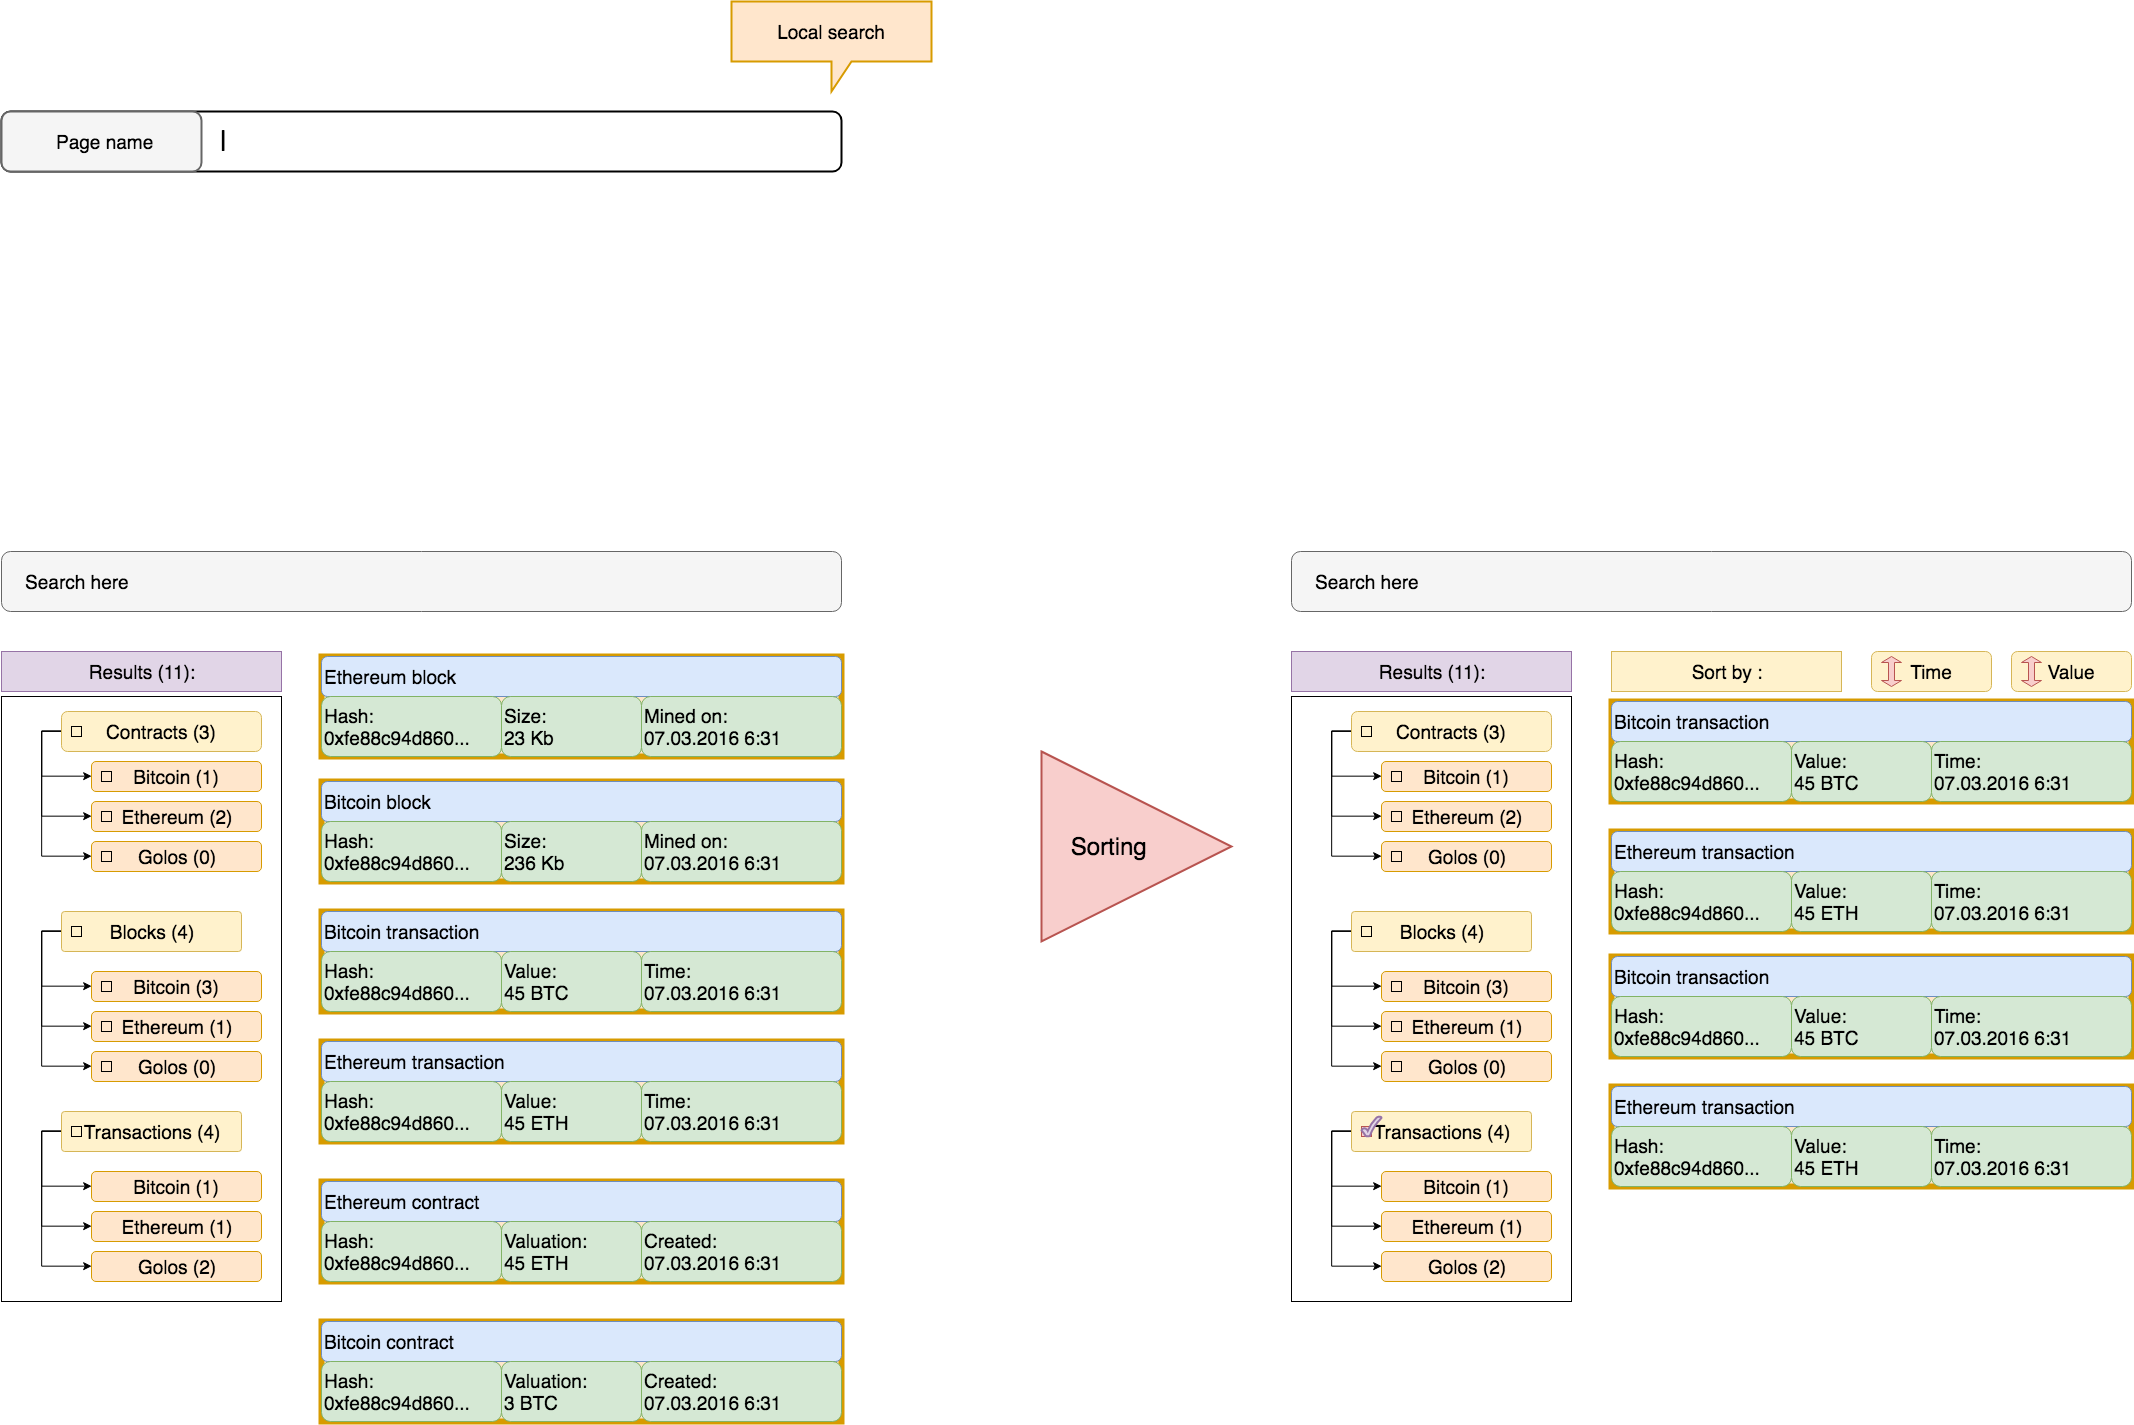 Local search
Page name
Search here
Results (11):
Contracts (3)
Bitcoin (1)
Ethereum (2)
Golos (0)
Blocks (4)
Bitcoin (3)
Ethereum (1)
Golos (0)
Transactions (4)
Bitcoin (1)
Ethereum (1)
Golos (2)
Ethereum block
Hash: Size: Mined on:
0xfe88c94d860... 23 Kb 07.03.2016 6:31
Bitcoin block
Hash: Size: Mined on:
0xfe88c94d860... 236 Kb 07.03.2016 6:31
Bitcoin transaction
Hash: Value: Time:
0xfe88c94d860... 45 BTC 07.03.2016 6:31
Ethereum transaction
Hash: Value: Time:
0xfe88c94d860... 45 ETH 07.03.2016 6:31
Ethereum contract
Hash: Valuation: Created:
0xfe88c94d860... 45 ETH 07.03.2016 6:31
Bitcoin contract
Hash: Valuation: Created:
0xfe88c94d860... 3 BTC 07.03.2016 6:31
Sorting
Search here
Results (11):
Contracts (3)
Bitcoin (1)
Ethereum (2)
Golos (0)
Blocks (4)
Bitcoin (3)
Ethereum (1)
Golos (0)
Transactions (4)
Bitcoin (1)
Ethereum (1)
Golos (2)
Sort by : Time Value
Bitcoin transaction
Hash: Value: Time:
0xfe88c94d860... 45 BTC 07.03.2016 6:31
Ethereum transaction
Hash: Value: Time:
0xfe88c94d860... 45 ETH 07.03.2016 6:31
Bitcoin transaction
Hash: Value: Time:
0xfe88c94d860... 45 BTC 07.03.2016 6:31
Ethereum transaction
Hash: Value: Time:
0xfe88c94d860... 45 ETH 07.03.2016 6:31